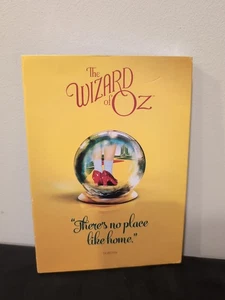 The
WIZARD
of OZ
"There's no place
like home."